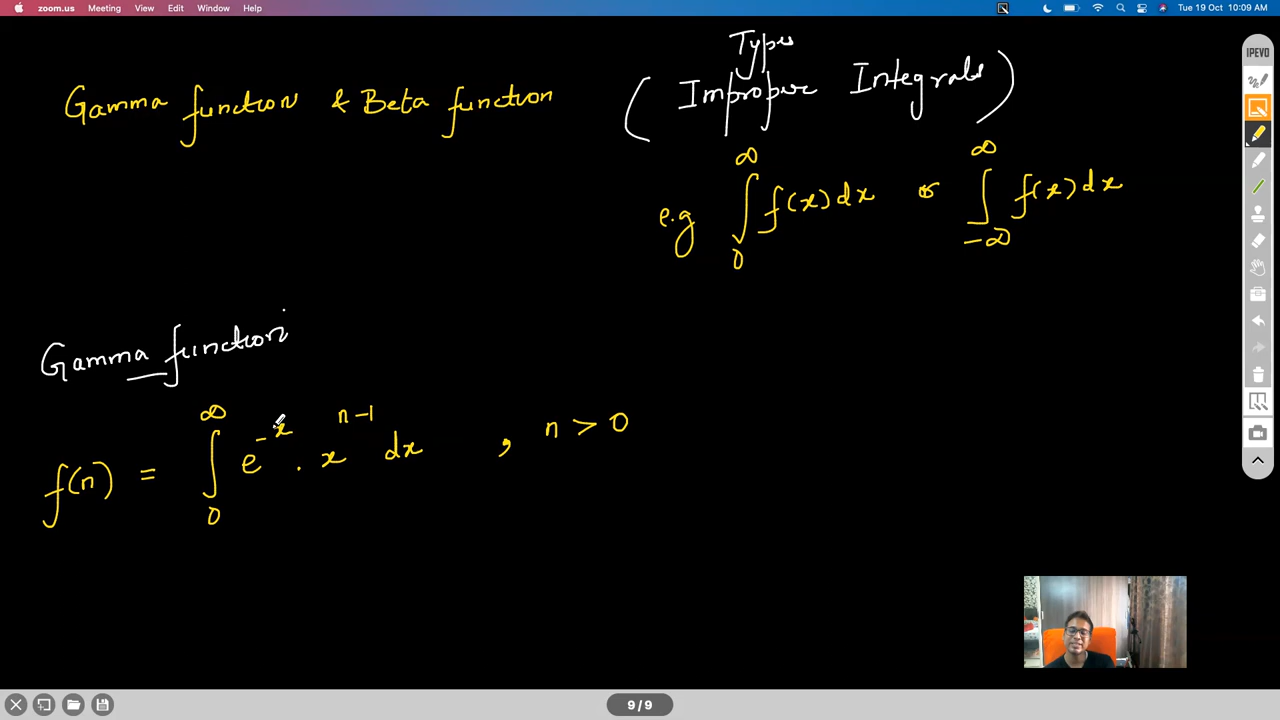 zoom.us Meeting View Edit Window Help Tue 19 Oct 10:09 AM
IPEVO
Types
Gamma function & Beta function ( Improper Integrals )
e.g ∫₀^∞ f(x) dx or ∫₋∞^∞ f(x) dx
Gamma function
f(n) = ∫₀^∞ e^-x . x^n-1 dx , n > 0
9/9